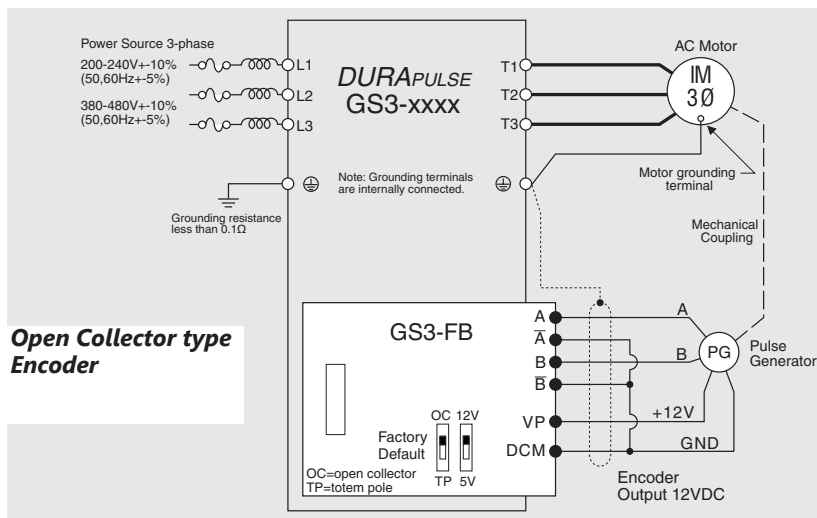 Power Source 3-phase
200-240V+-10%
(50,60Hz+-5%)
380-480V+-10%
(50,60Hz+-5%)
L1
L2
L3
DURAPULSE
GS3-xxxx
T1
T2
T3
AC Motor
IM
3Ø
Note: Grounding terminals
are internally connected.
Grounding resistance
less than 0.1Ω
Motor grounding
terminal
Mechanical
Coupling
Open Collector type
Encoder
GS3-FB
A
A̅
B
B̅
VP
DCM
A
B
+12V
GND
PG
Pulse
Generator
OC 12V
Factory
Default
TP 5V
OC=open collector
TP=totem pole
Encoder
Output 12VDC